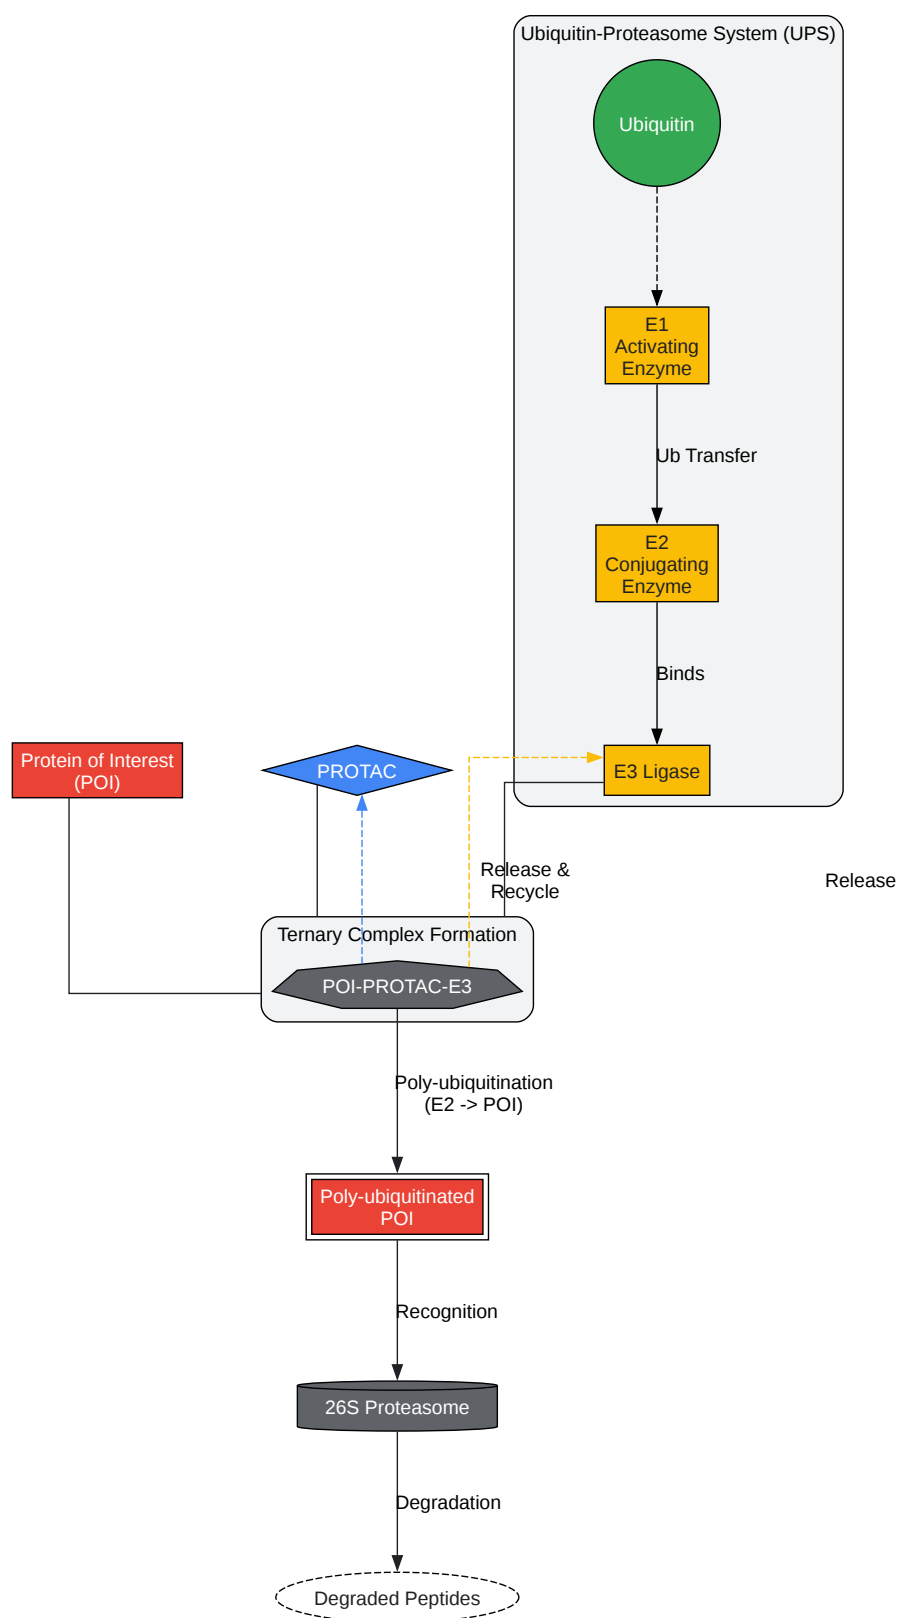 Ubiquitin-Proteasome System (UPS)
Ubiquitin
E1
Activating
Enzyme
Ub Transfer
E2
Conjugating
Enzyme
Binds
Protein of Interest
(POI)
PROTAC
E3 Ligase
Release &
Recycle
Release
Ternary Complex Formation
POI-PROTAC-E3
Poly-ubiquitination
(E2 -> POI)
Poly-ubiquitinated
POI
Recognition
26S Proteasome
Degradation
Degraded Peptides